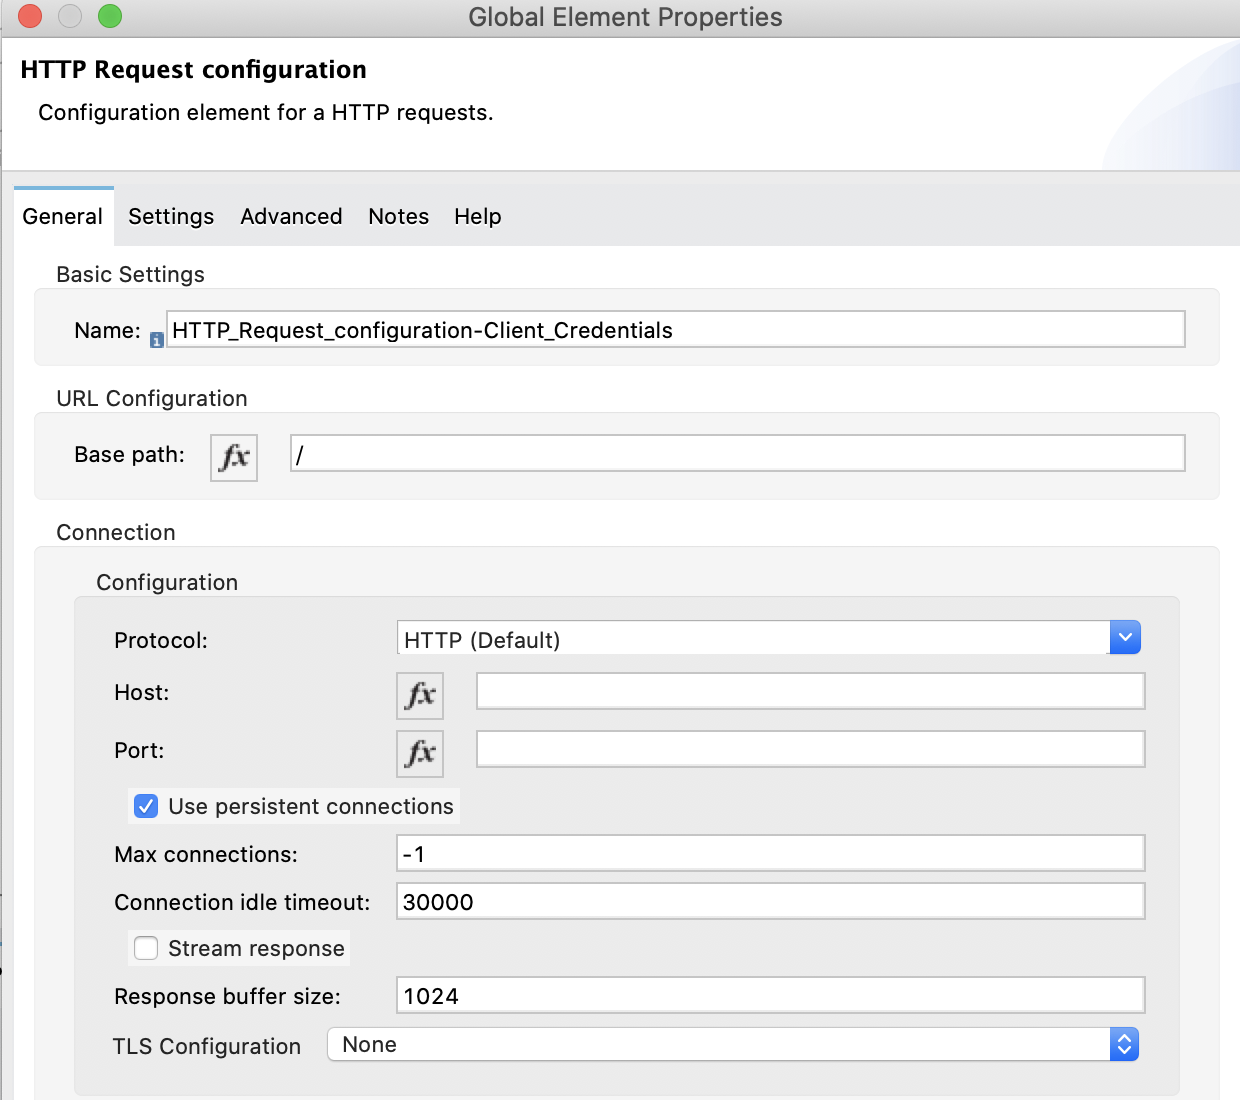 Global Element Properties
HTTP Request configuration
Configuration element for a HTTP requests.
General Settings Advanced Notes Help
Basic Settings
Name: HTTP_Request_configuration-Client_Credentials
URL Configuration
Base path: fx /
Connection
Configuration
Protocol: HTTP (Default)
Host: fx
Port: fx
Use persistent connections
Max connections: -1
Connection idle timeout: 30000
Stream response
Response buffer size: 1024
TLS Configuration None